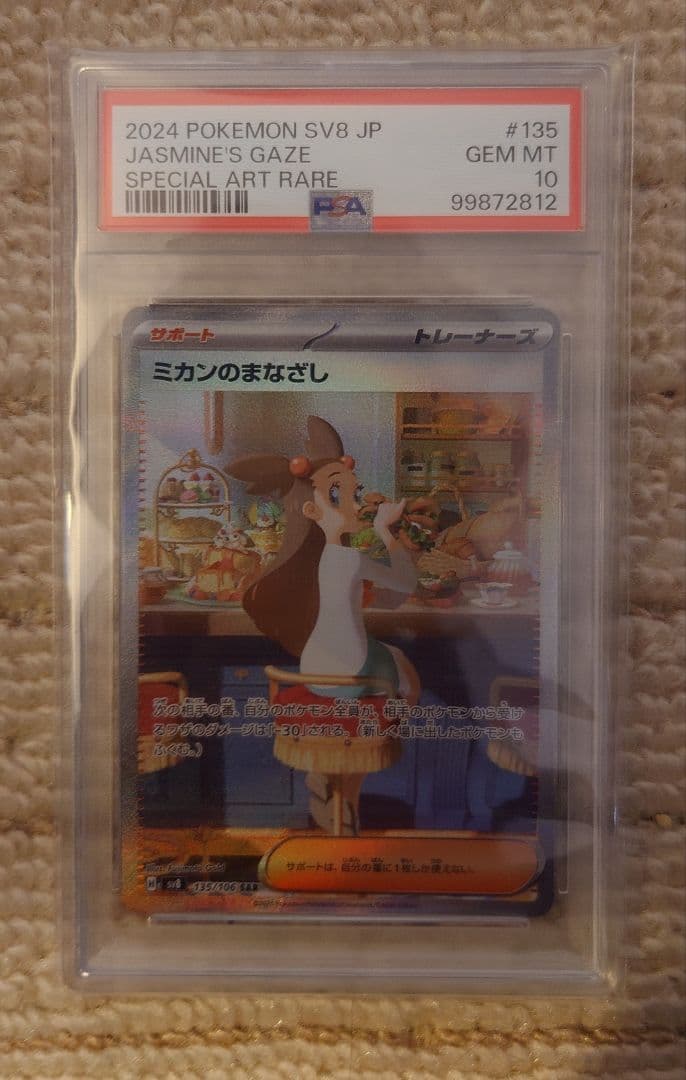 2024 POKEMON SV8 JP #135
JASMINE'S GAZE GEM MT
SPECIAL ART RARE 10
PSA 99872812
サポート トレーナーズ
ミカンのまなざし
次の相手の番、自分のポケモン全員が、相手のポケモンから受け
るワザのダメージは「-30」される。(新しく場に出したポケモンも
ふくむ。)
サポートは、自分の番に1枚しか使えない。
Illus. Fujimoto Gold
H SV8 135/106 SAR